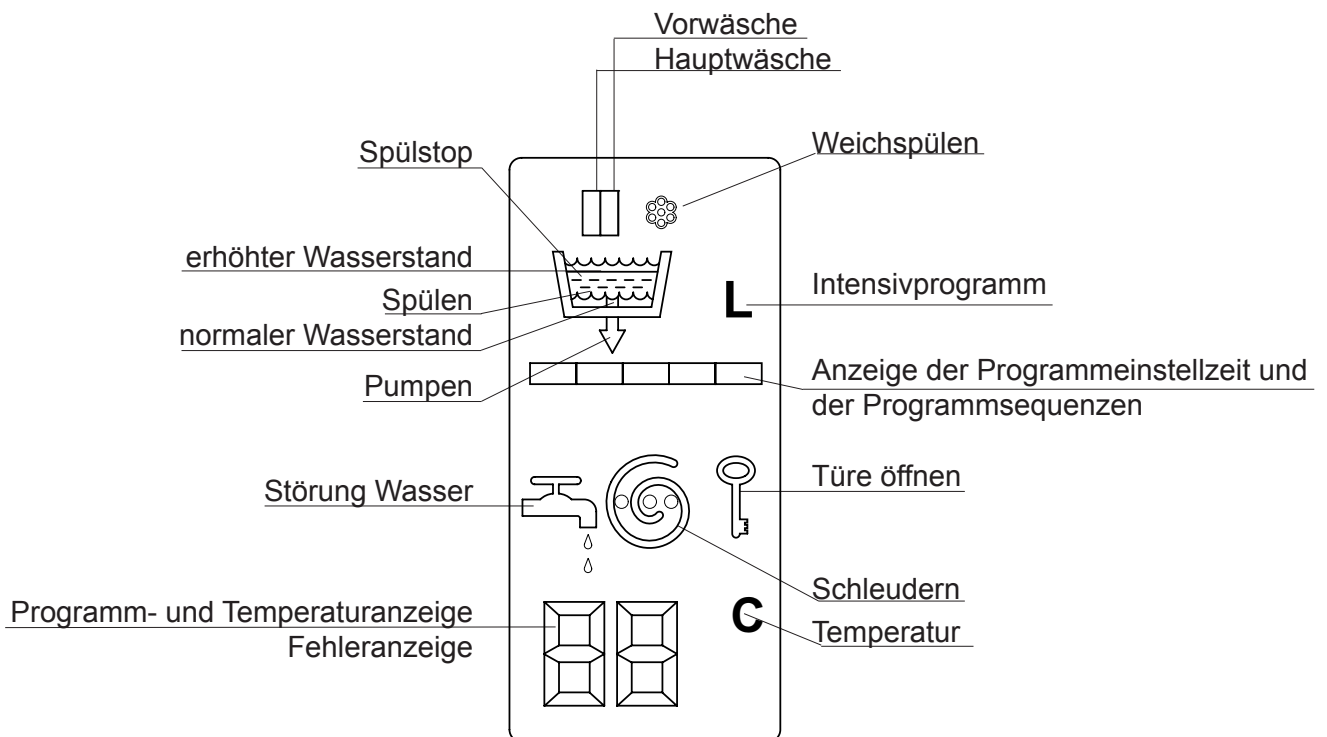 Vorwäsche
Hauptwäsche
Spülstop
Weichspülen
erhöhter Wasserstand
Spülen
normaler Wasserstand
Pumpen
L
Intensivprogramm
Anzeige der Programmeinstellzeit und
der Programmsequenzen
Störung Wasser
Türe öffnen
Schleudern
Programm- und Temperaturanzeige
Fehleranzeige
88
C
Temperatur